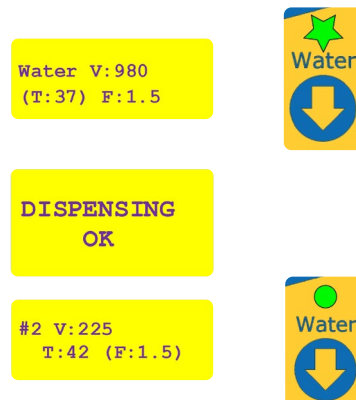 Water V:980
(T:37) F:1.5
Water
DISPENSING
OK
#2 V:225
T:42 (F:1.5)
Water